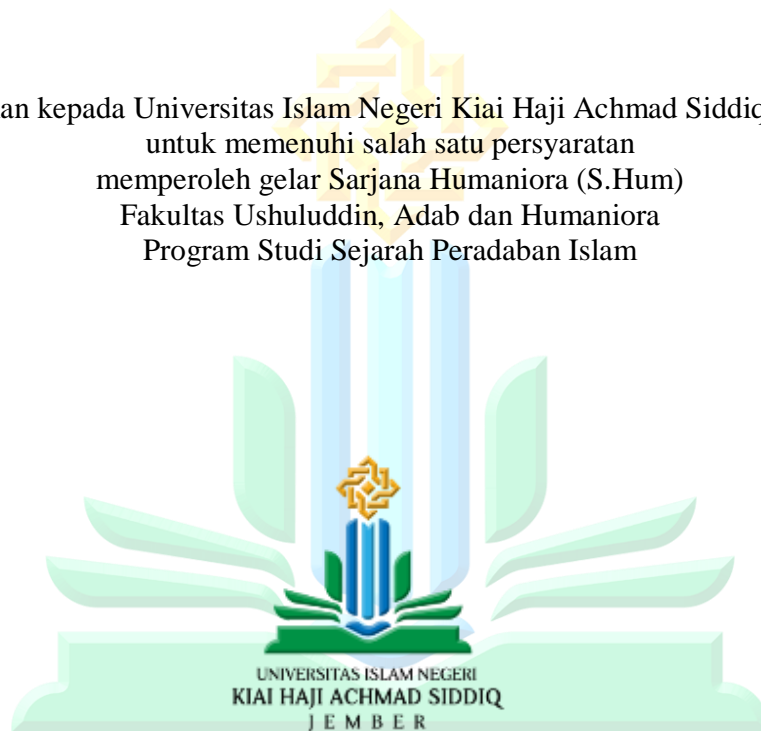 an kepada Universitas Islam Negeri Kiai Haji Achmad Siddiq
untuk memenuhi salah satu persyaratan
memperoleh gelar Sarjana Humaniora (S.Hum)
Fakultas Ushuluddin, Adab dan Humaniora
Program Studi Sejarah Peradaban Islam
UNIVERSITAS ISLAM NEGERI
KIAI HAJI ACHMAD SIDDIQ
JEMBER